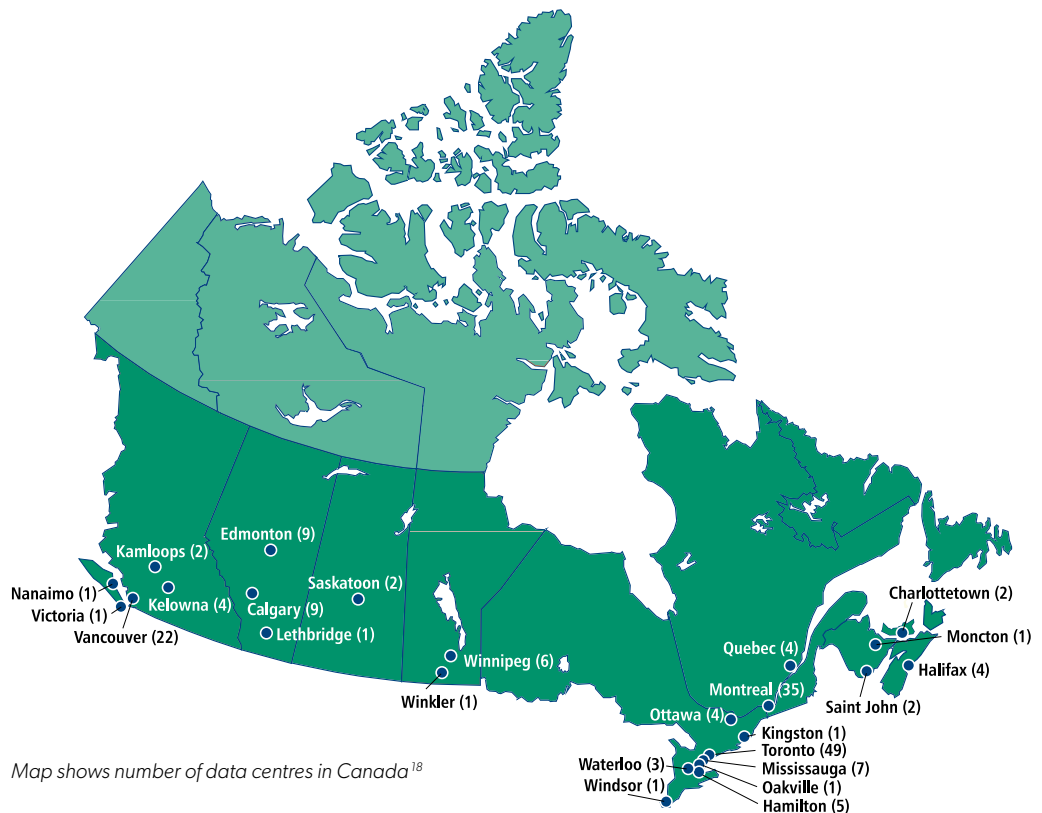 Edmonton (9)
Kamloops (2)
Saskatoon (2)
Nanaimo (1)
Kelowna (4)
Calgary (9)
Victoria (1)
Vancouver (22)
Lethbridge (1)
Winnipeg (6)
Winkler (1)
Charlottetown (2)
Moncton (1)
Quebec (4)
Halifax (4)
Montreal (35)
Saint John (2)
Ottawa (4)
Kingston (1)
Toronto (49)
Waterloo (3)
Mississauga (7)
Windsor (1)
Oakville (1)
Hamilton (5)
Map shows number of data centres in Canada18